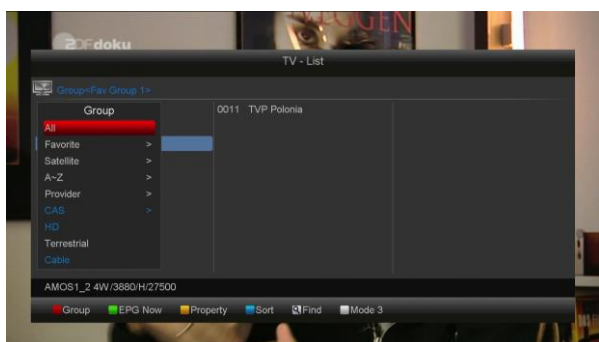 ZDFdoku
TV - List
Group<Fav Group 1>
Group
0011 TVP Polonia
All
Favorite >
Satellite >
A~Z >
Provider >
CAS >
HD
Terrestrial
Cable
AMOS1_2 4W/3880/H/27500
Group EPG Now Property Sort Find Mode 3